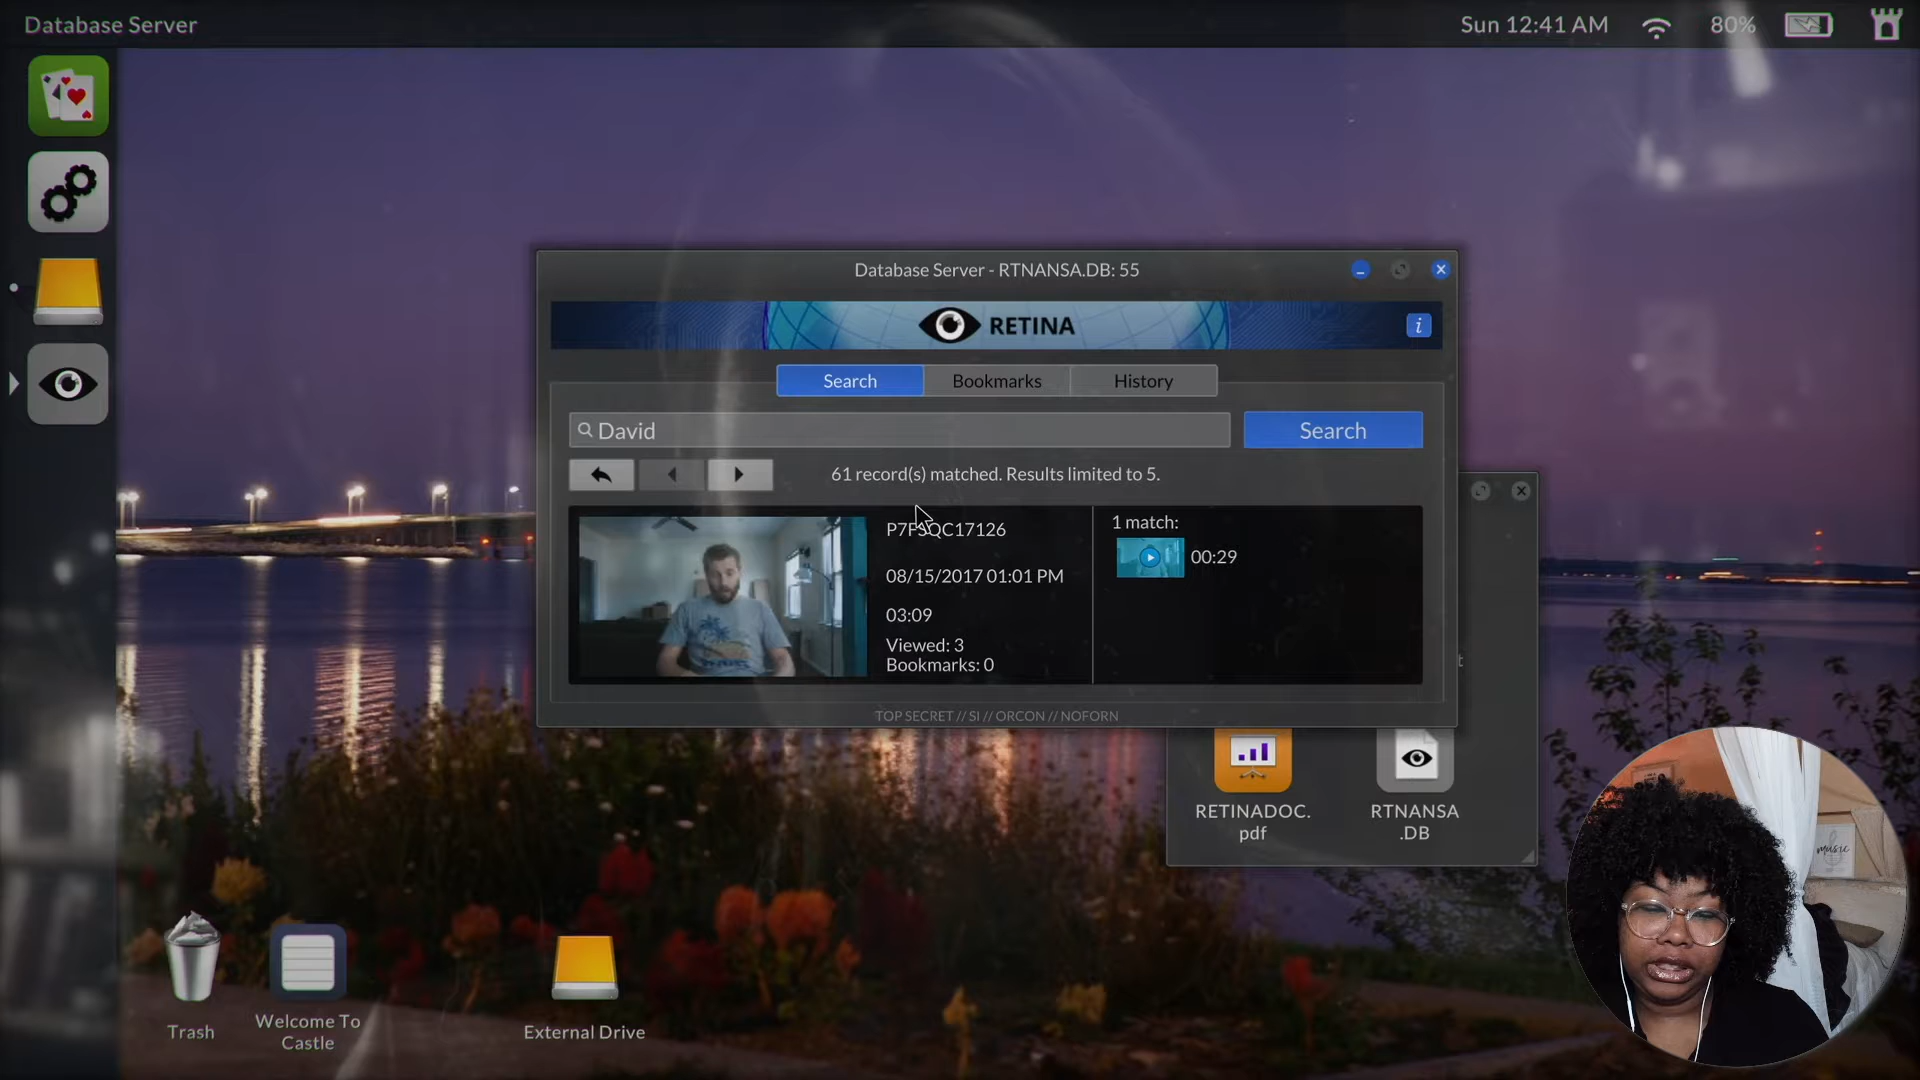 Database Server
Sun 12:41 AM
80%
Database Server - RTNANSA.DB: 55
RETINA
i
Search
Bookmarks
History
David
Search
61 record(s) matched. Results limited to 5.
P7FSQC17126
08/15/2017 01:01 PM
03:09
Viewed: 3
Bookmarks: 0
1 match:
00:29
TOP SECRET // SI // ORCON // NOFORN
t
RETINADOC.
pdf
RTNANSA
.DB
music
Trash
Welcome To
Castle
External Drive